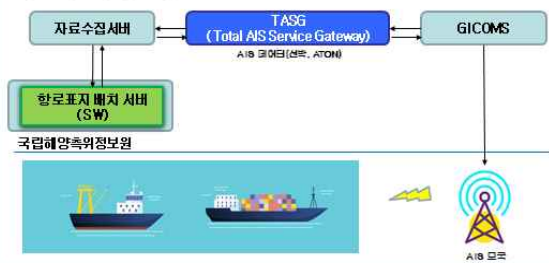 자료수집서버
TASG
(Total AIS Service Gateway)
GICOMS
AIS 데이터(선박, ATON)
항로표지 배치 서버
(SW)
국립해양측위정보원
AIS 모국